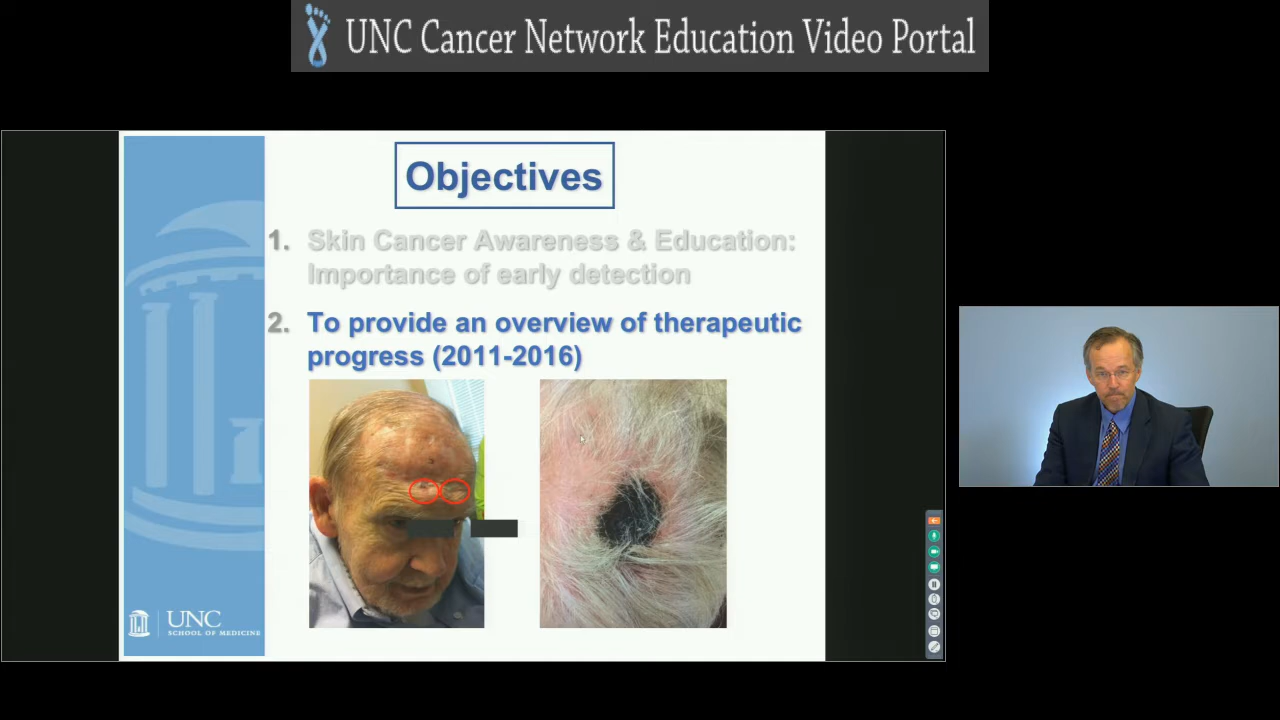 UNC Cancer Network Education Video Portal
Objectives
1. Skin Cancer Awareness & Education:
Importance of early detection
2. To provide an overview of therapeutic
progress (2011-2016)
UNC
SCHOOL OF MEDICINE